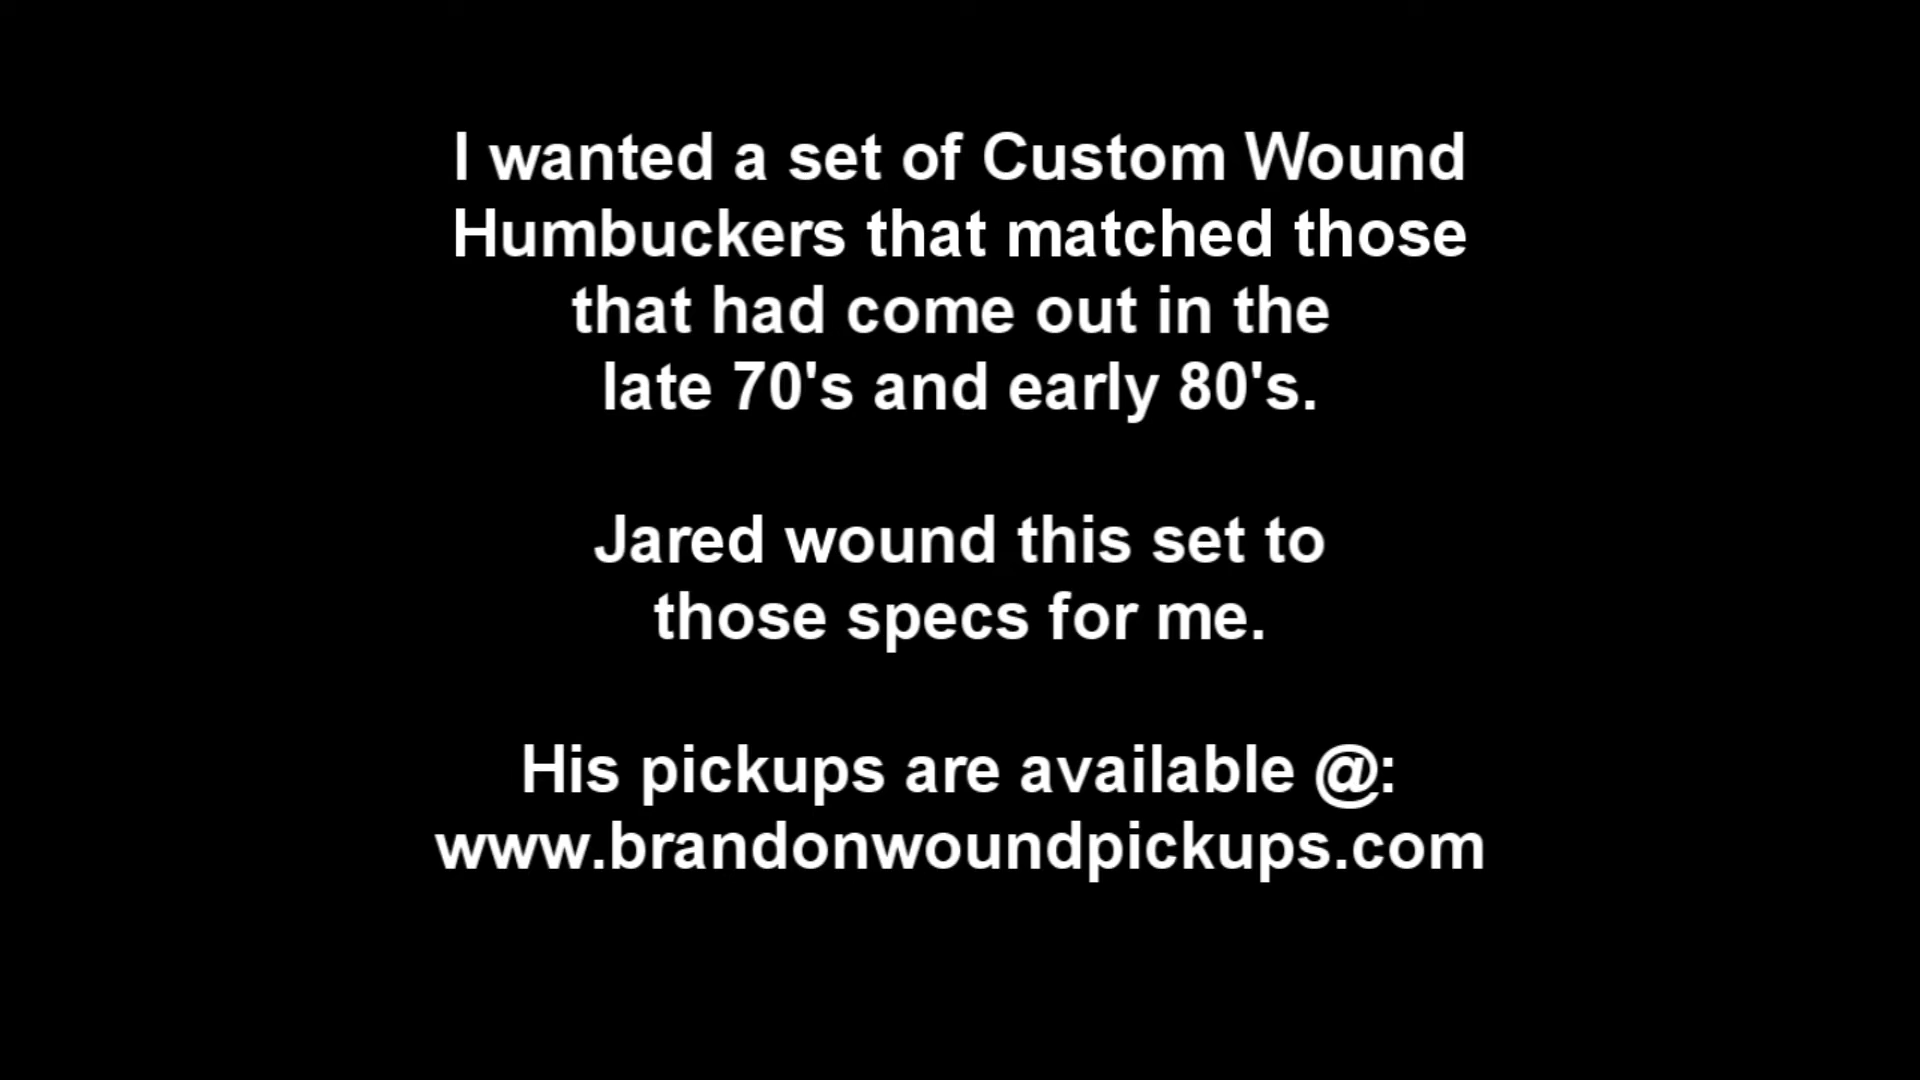 I wanted a set of Custom Wound
Humbuckers that matched those
that had come out in the
late 70's and early 80's.
Jared wound this set to
those specs for me.
His pickups are available @:
www.brandonwoundpickups.com